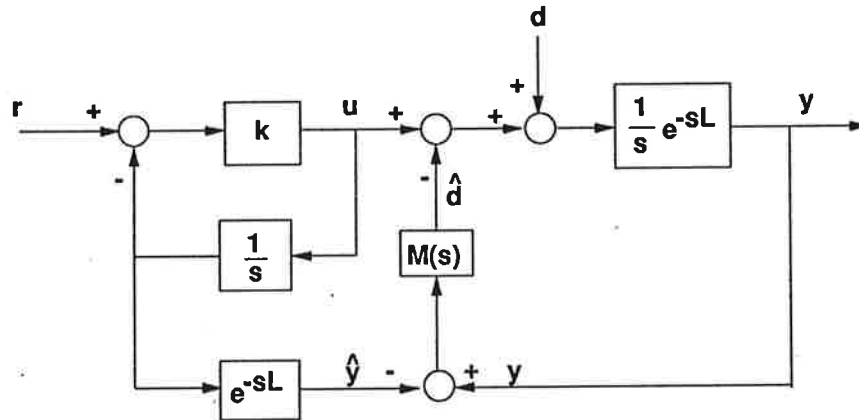 d
r + k u + + + 1/s e-sL y
- - d̂
1/s M(s)
e-sL ŷ - + y